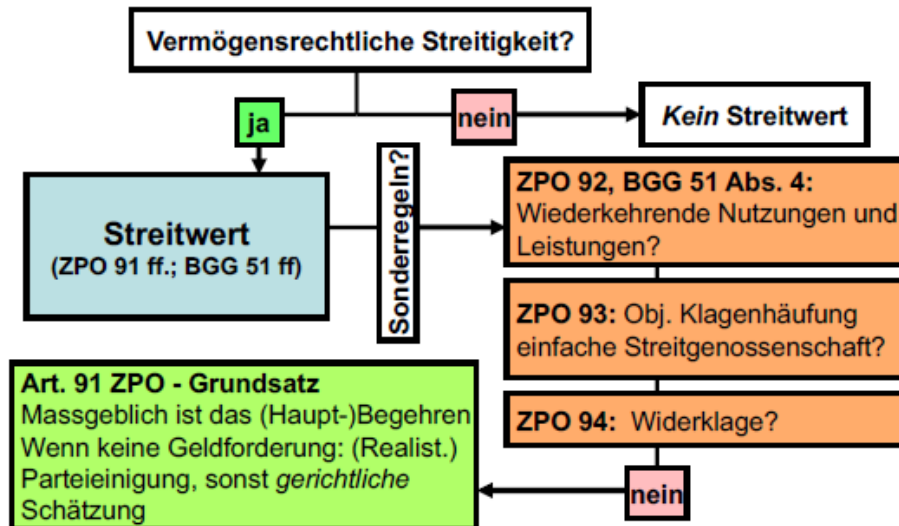 Vermögensrechtliche Streitigkeit?
ja
nein
Kein Streitwert
Streitwert
(ZPO 91 ff.; BGG 51 ff)
Sonderregeln?
ZPO 92, BGG 51 Abs. 4:
Wiederkehrende Nutzungen und
Leistungen?
ZPO 93: Obj. Klagenhäufung
einfache Streitgenossenschaft?
ZPO 94: Widerklage?
nein
Art. 91 ZPO - Grundsatz
Massgeblich ist das (Haupt-)Begehren
Wenn keine Geldforderung: (Realist.)
Parteieinigung, sonst gerichtliche
Schätzung